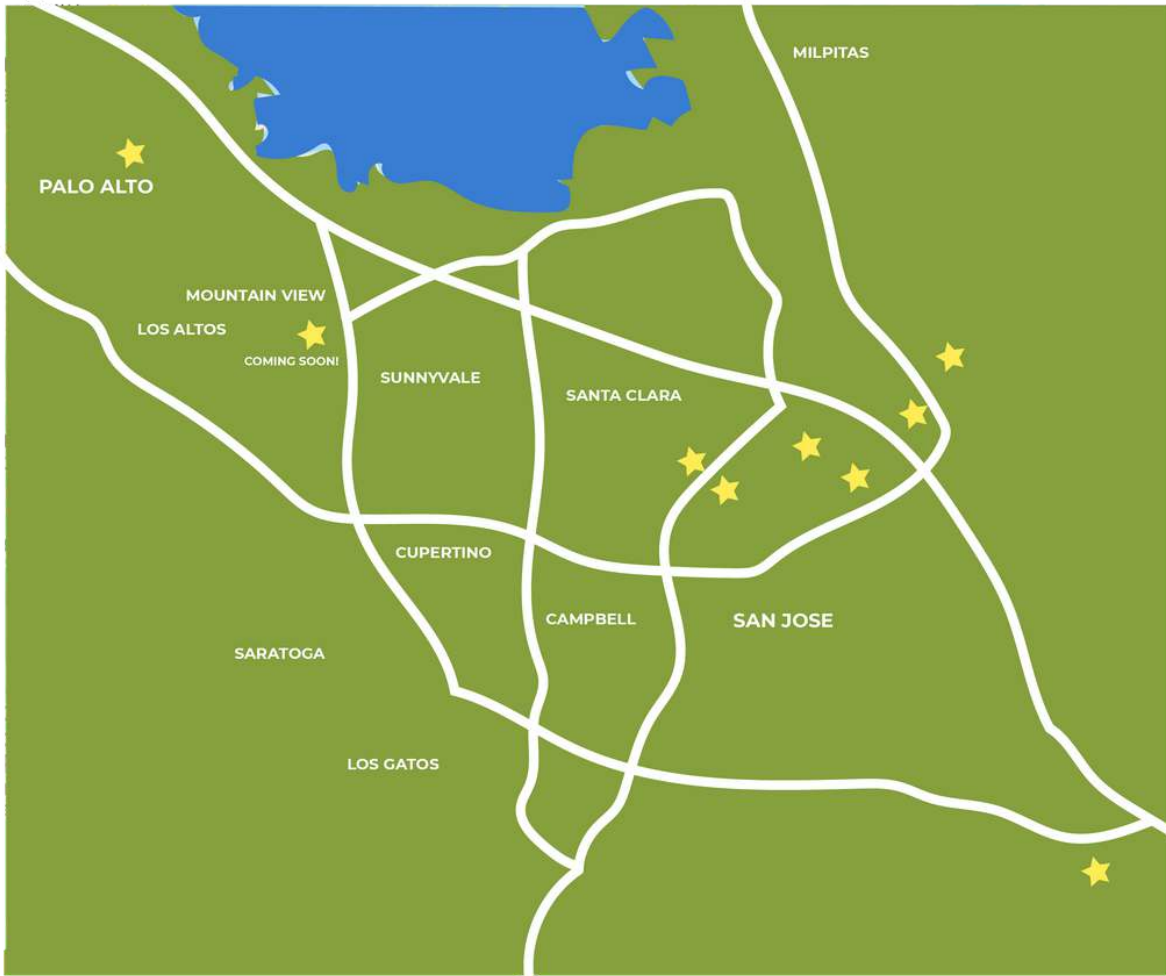 MILPITAS
PALO ALTO
MOUNTAIN VIEW
LOS ALTOS
COMING SOON!
SUNNYVALE
SANTA CLARA
CUPERTINO
CAMPBELL
SAN JOSE
SARATOGA
LOS GATOS